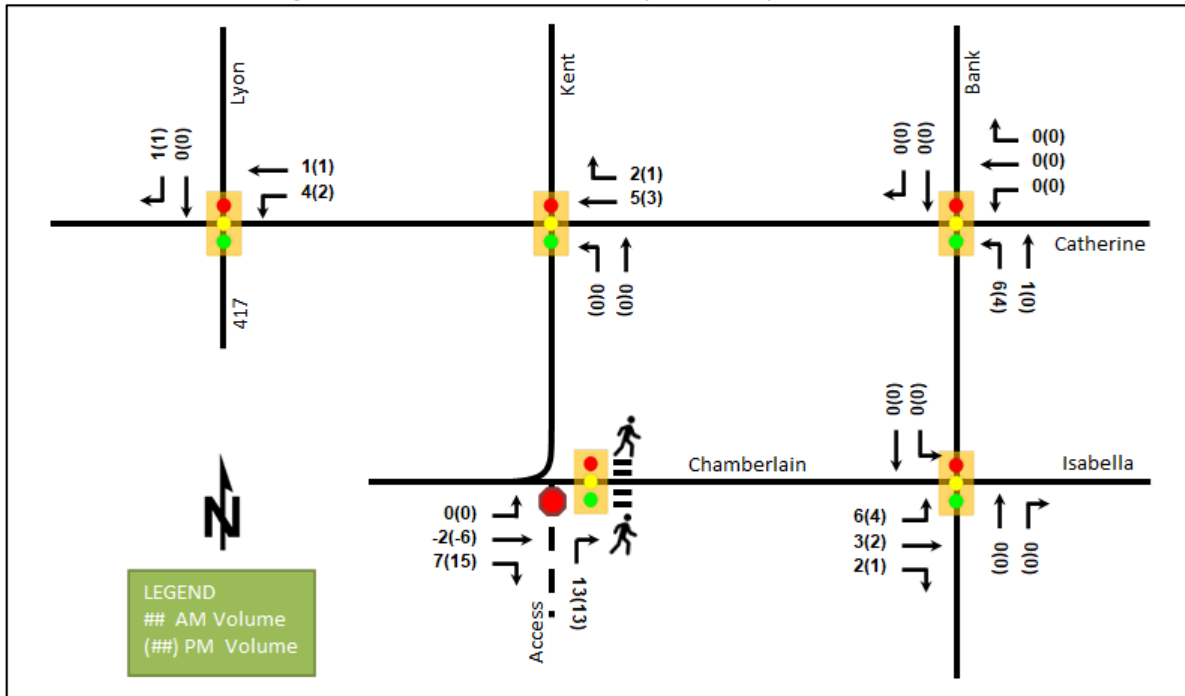 Lyon
Kent
Bank
1(1)
0(0)
1(1)
4(2)
2(1)
5(3)
0(0)
0(0)
0(0)
0(0)
0(0)
Catherine
417
0(0)
0(0)
6(4)
1(0)
0(0)
0(0)
Chamberlain
Isabella
0(0)
-2(-6)
7(15)
13(13)
6(4)
3(2)
2(1)
0(0)
0(0)
N
Access
LEGEND
## AM Volume
(##) PM Volume